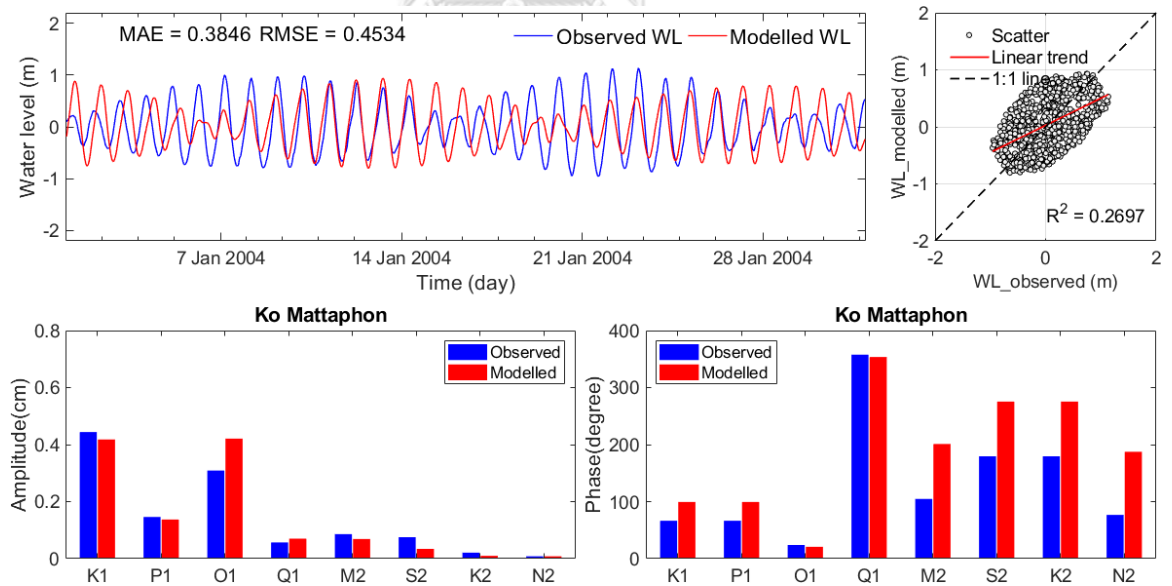 MAE = 0.3846 RMSE = 0.4534
Observed WL
Modelled WL
2
1
0
-1
-2
Water level (m)
7 Jan 2004
14 Jan 2004
21 Jan 2004
28 Jan 2004
Time (day)
Scatter
Linear trend
1:1 line
2
1
0
-1
-2
WL_modelled (m)
R² = 0.2697
-2
0
2
WL_observed (m)
Ko Mattaphon
Observed
Modelled
0.8
0.6
0.4
0.2
0
Amplitude(cm)
K1 P1 O1 Q1 M2 S2 K2 N2
Ko Mattaphon
Observed
Modelled
400
300
200
100
0
Phase(degree)
K1 P1 O1 Q1 M2 S2 K2 N2